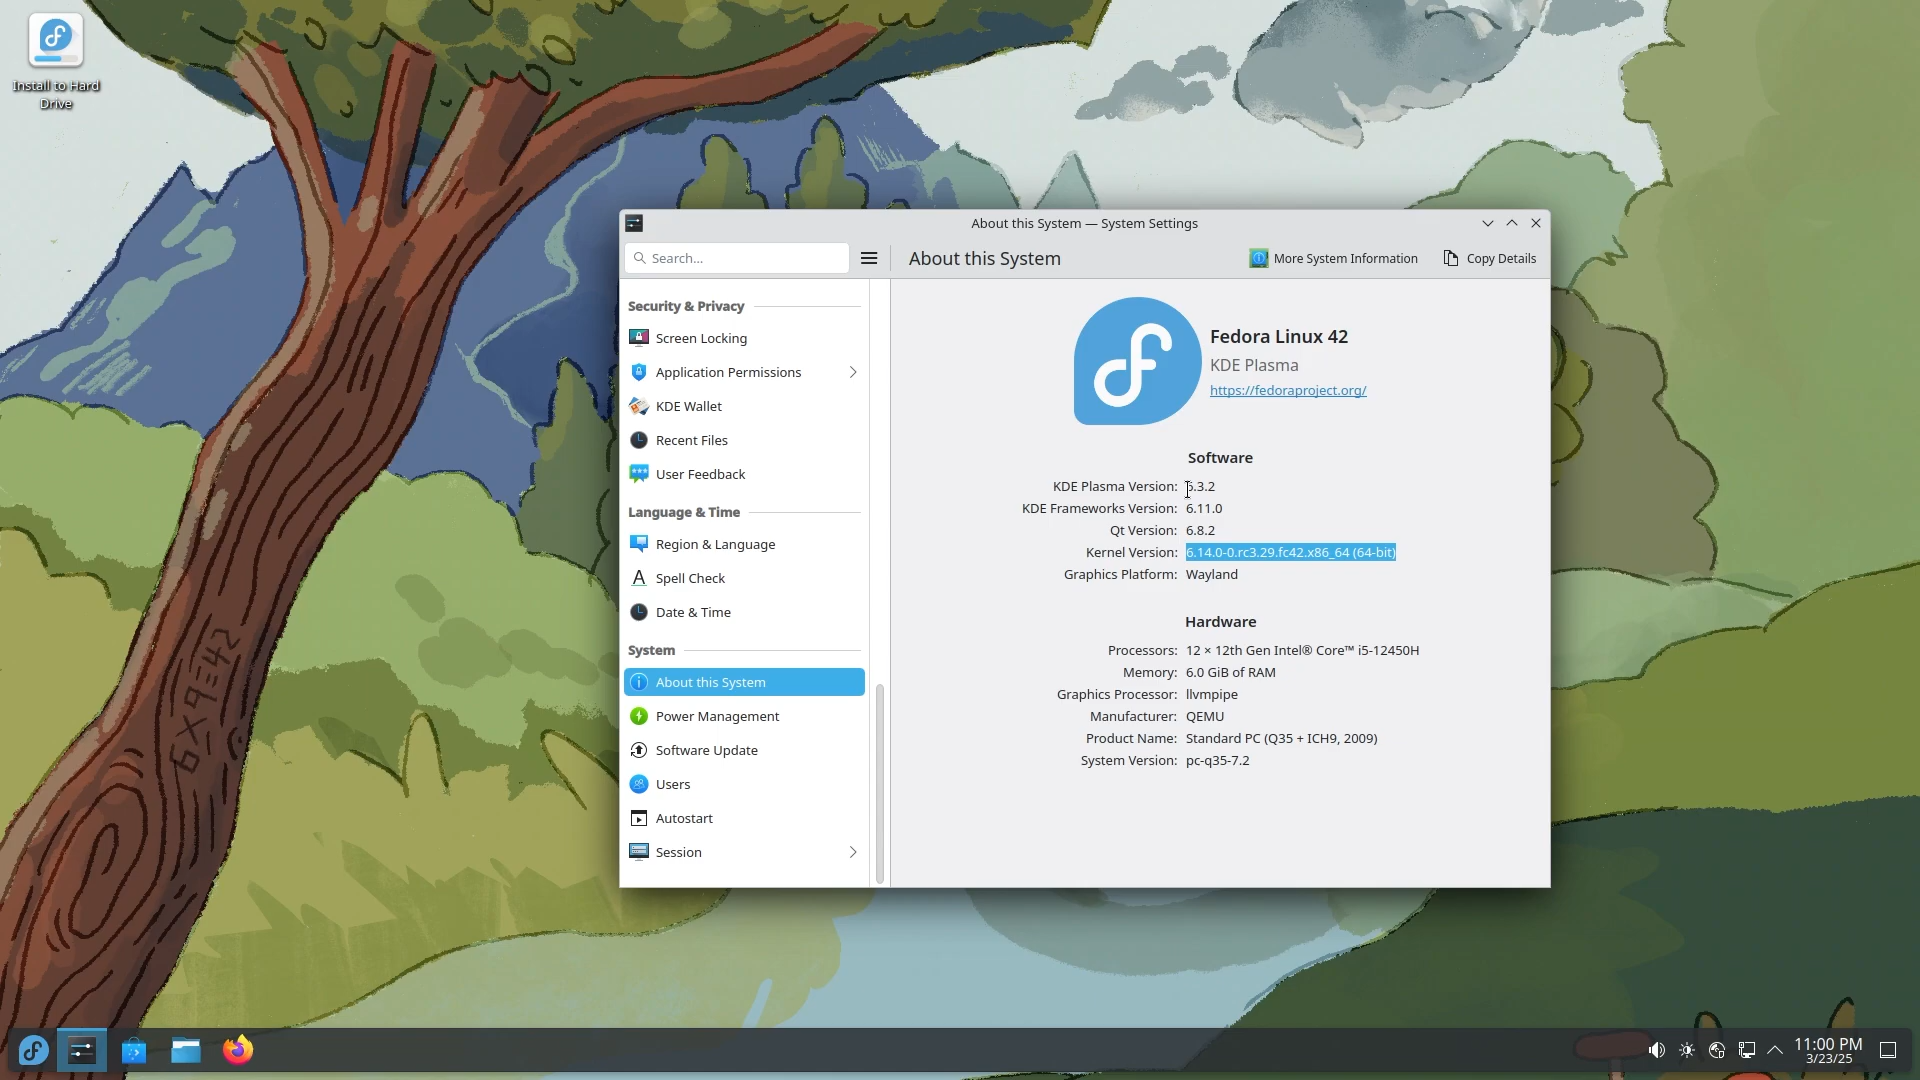 Install to Hard
Drive
About this System — System Settings
Search...
About this System
More System Information
Copy Details
Security & Privacy
Screen Locking
Application Permissions
KDE Wallet
Recent Files
User Feedback
Language & Time
Region & Language
Spell Check
Date & Time
System
About this System
Power Management
Software Update
Users
Autostart
Session
Fedora Linux 42
KDE Plasma
https://fedoraproject.org/
Software
KDE Plasma Version: 6.3.2
KDE Frameworks Version: 6.11.0
Qt Version: 6.8.2
Kernel Version: 6.14.0-0.rc3.29.fc42.x86_64 (64-bit)
Graphics Platform: Wayland
Hardware
Processors: 12 × 12th Gen Intel® Core™ i5-12450H
Memory: 6.0 GiB of RAM
Graphics Processor: llvmpipe
Manufacturer: QEMU
Product Name: Standard PC (Q35 + ICH9, 2009)
System Version: pc-q35-7.2
6X9=42
11:00 PM
3/23/25